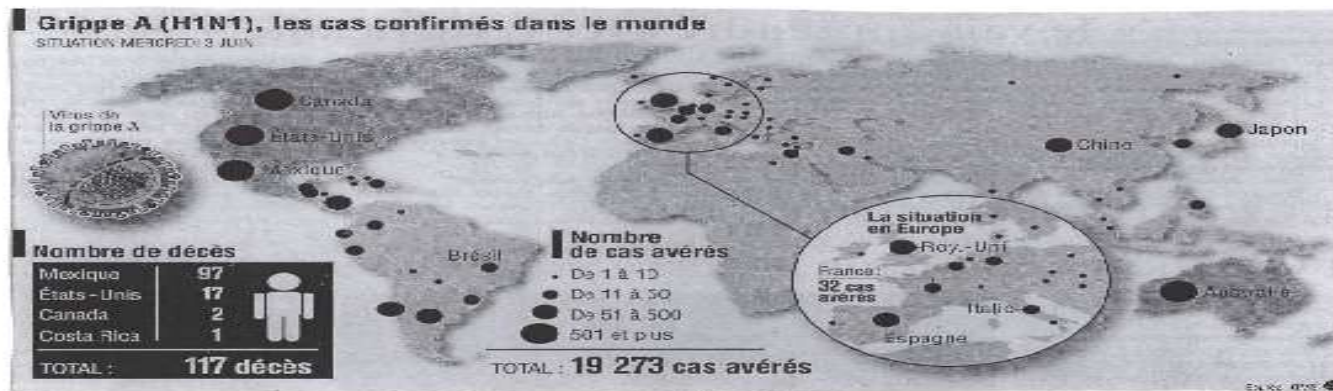 Grippe A (H1N1), les cas confirmés dans le monde
SITUATION MERCREDI 3 JUIN
Virus de
la grippe A
Canada
États-Unis
Mexique
Brésil
Chine
Japon
Australie
Nombre de décès
Mexique 97
États-Unis 17
Canada 2
Costa Rica 1
TOTAL : 117 décès
Nombre
de cas avérés
De 1 à 10
De 11 à 50
De 51 à 500
501 et plus
TOTAL : 19 273 cas avérés
La situation
en Europe
Roy.-Uni
France :
32 cas
avérés
Italie
Espagne